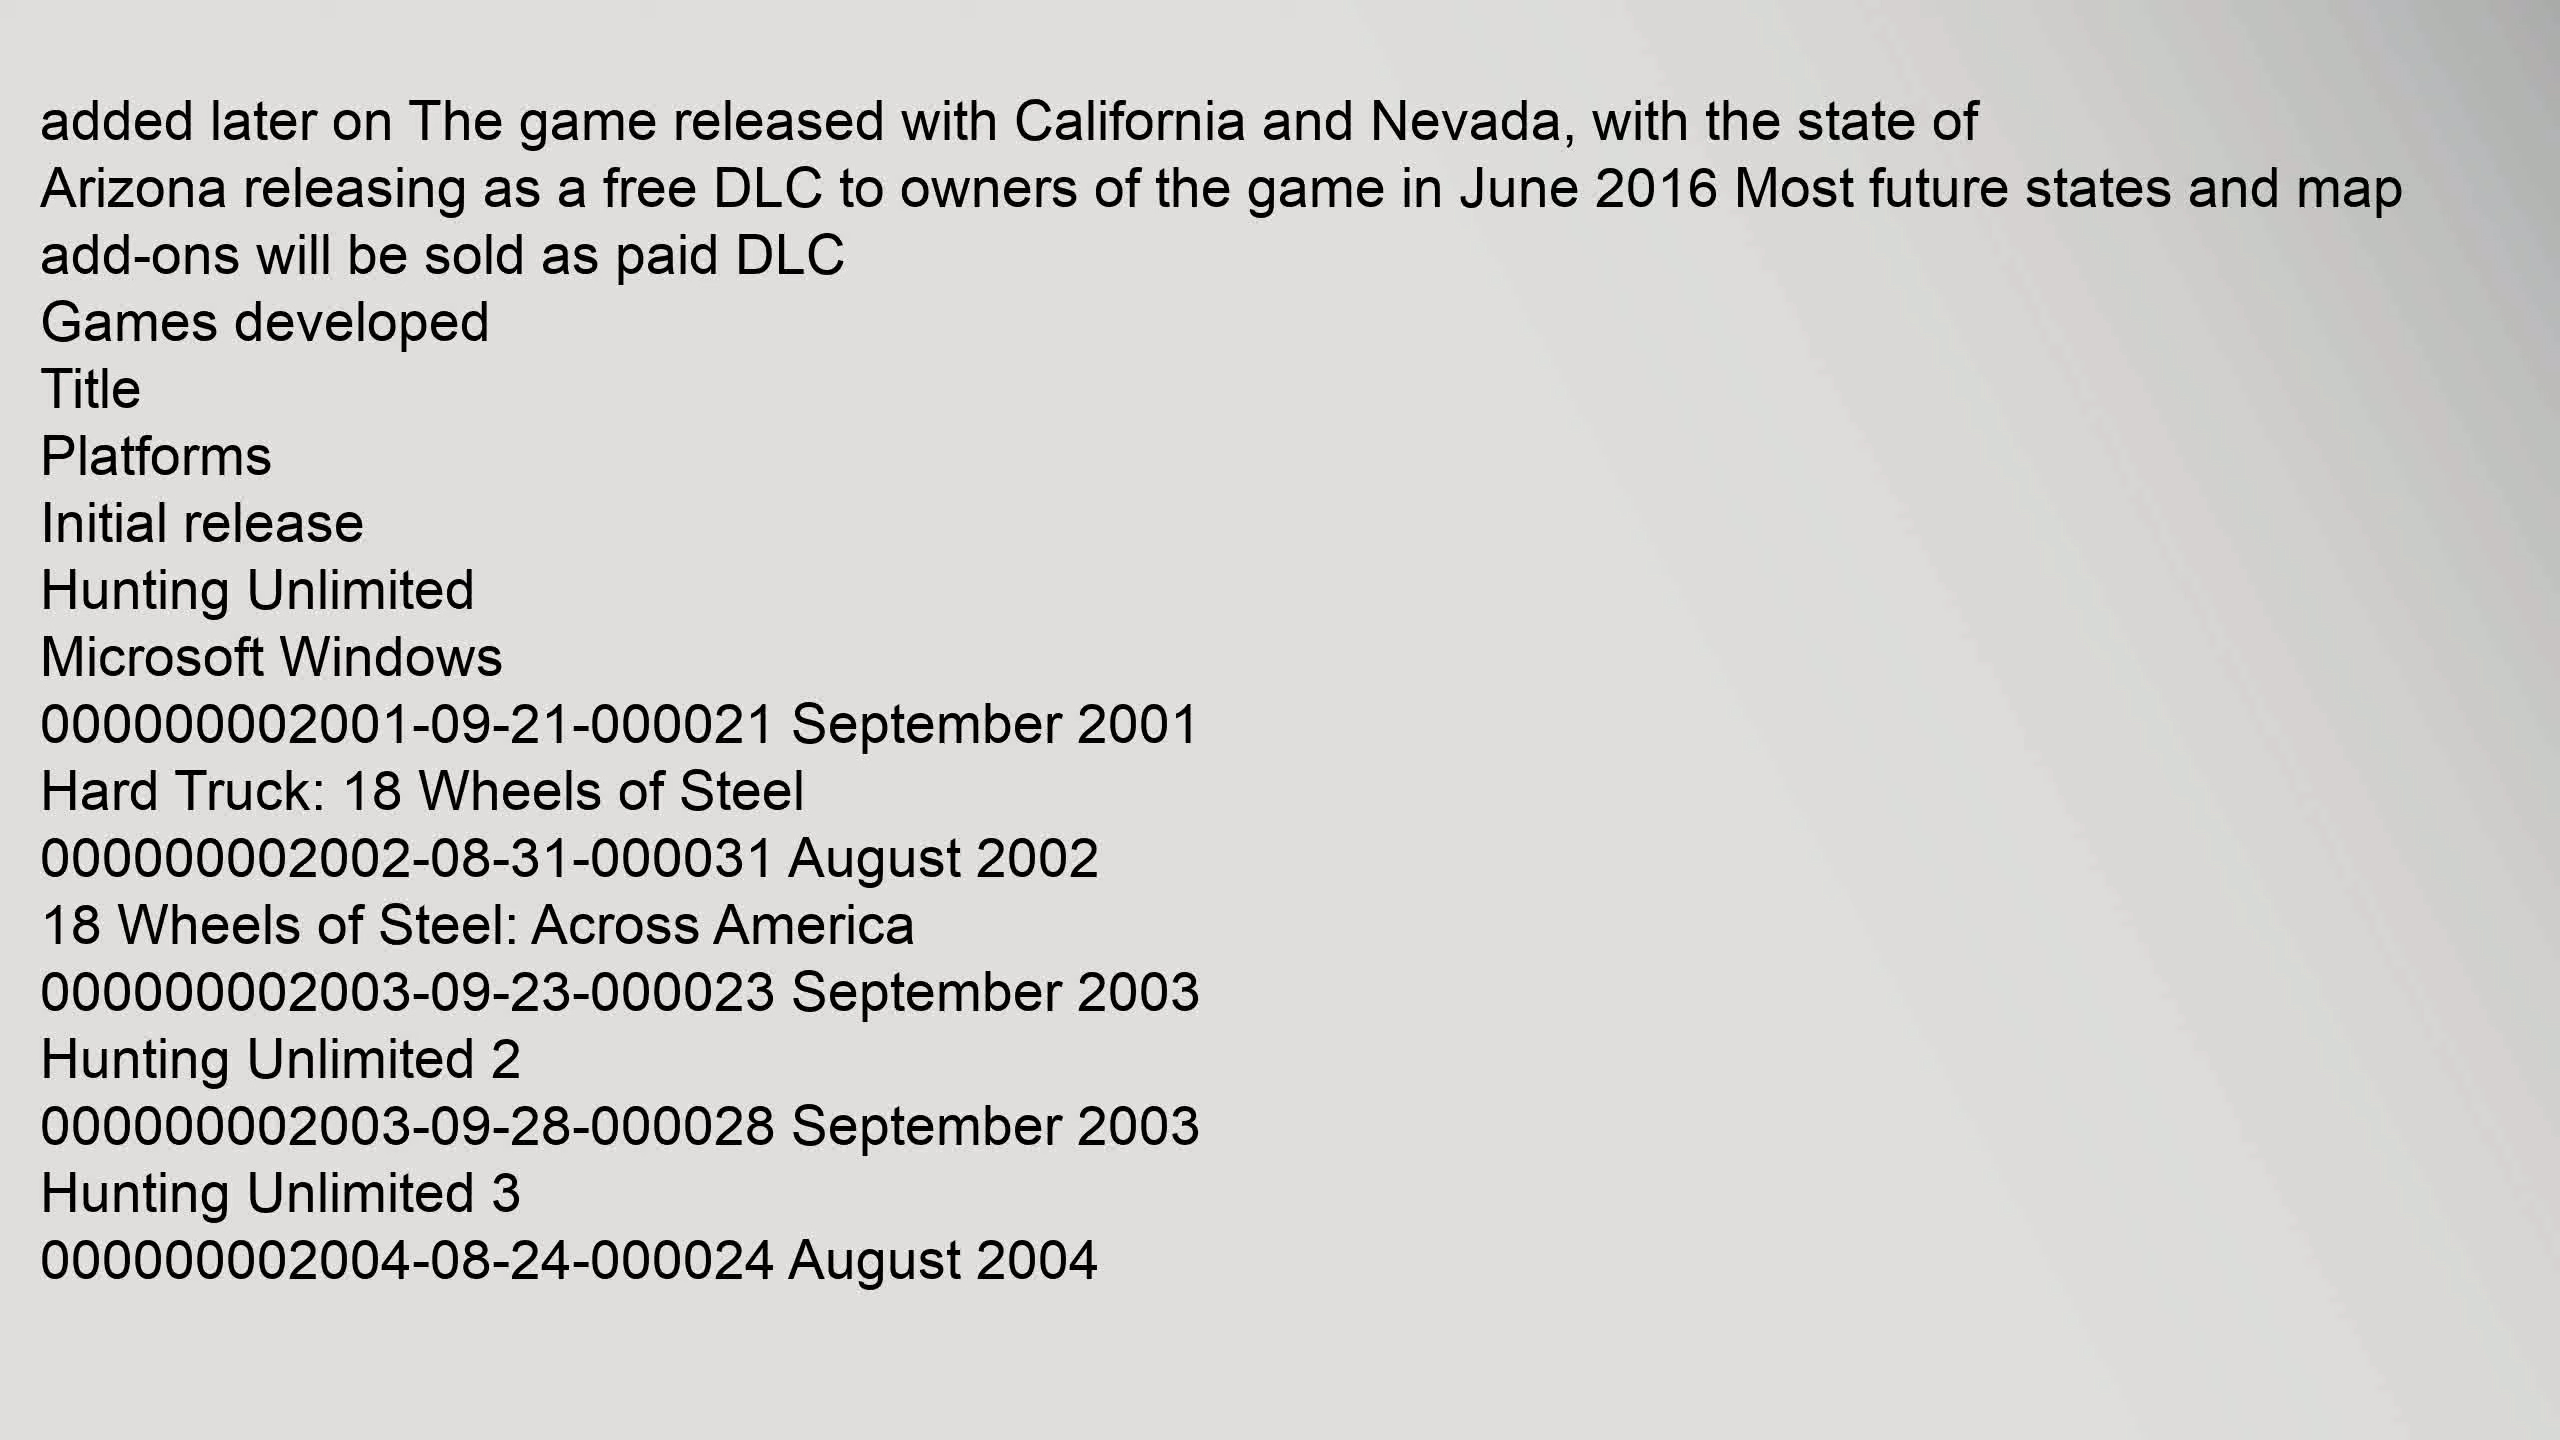 added later on The game released with California and Nevada, with the state of
Arizona releasing as a free DLC to owners of the game in June 2016 Most future states and map
add-ons will be sold as paid DLC
Games developed
Title
Platforms
Initial release
Hunting Unlimited
Microsoft Windows
000000002001-09-21-000021 September 2001
Hard Truck: 18 Wheels of Steel
000000002002-08-31-000031 August 2002
18 Wheels of Steel: Across America
000000002003-09-23-000023 September 2003
Hunting Unlimited 2
000000002003-09-28-000028 September 2003
Hunting Unlimited 3
000000002004-08-24-000024 August 2004